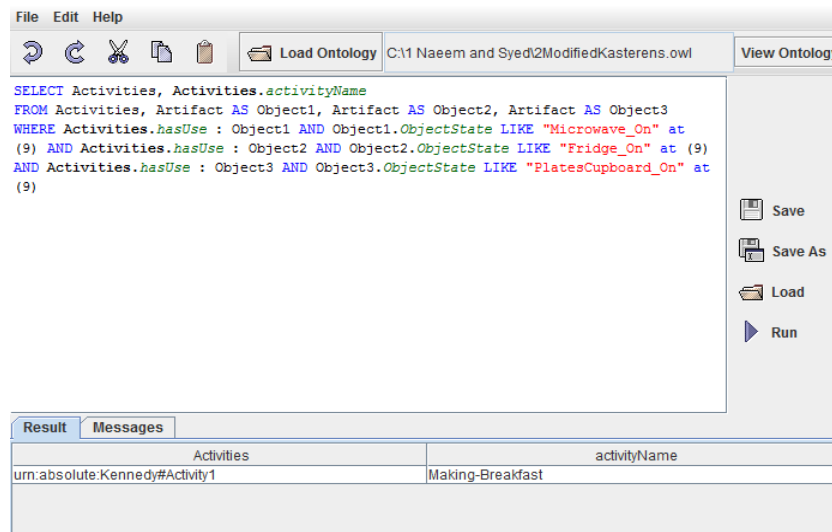 File Edit Help
Load Ontology C:\1 Naeem and Syed\2ModifiedKasterens.owl View Ontology
SELECT Activities, Activities.activityName
FROM Activities, Artifact AS Object1, Artifact AS Object2, Artifact AS Object3
WHERE Activities.hasUse : Object1 AND Object1.ObjectState LIKE "Microwave_On" at
(9) AND Activities.hasUse : Object2 AND Object2.ObjectState LIKE "Fridge_On" at (9)
AND Activities.hasUse : Object3 AND Object3.ObjectState LIKE "PlatesCupboard_On" at
(9)
Save
Save As
Load
Run
Result Messages
Activities activityName
urn:absolute:Kennedy#Activity1 Making-Breakfast